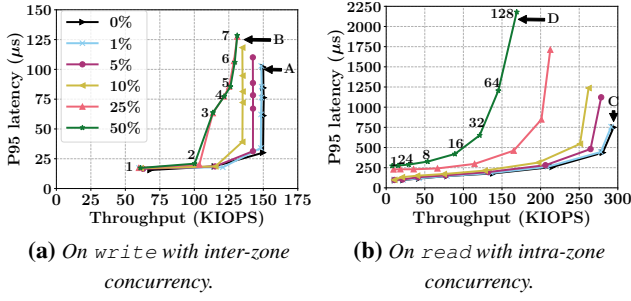 150
125
100
75
50
25
0
P95 latency (μs)
0%
1%
5%
10%
25%
50%
1
2
3
4
5
6
7
B
A
0 25 50 75 100 125 150 175
Throughput (KIOPS)
(a) On write with inter-zone
concurrency.
2250
2000
1750
1500
1250
1000
750
500
250
0
P95 latency (μs)
1 2 4 8
16
32
64
128
D
C
0 50 100 150 200 250 300
Throughput (KIOPS)
(b) On read with intra-zone
concurrency.